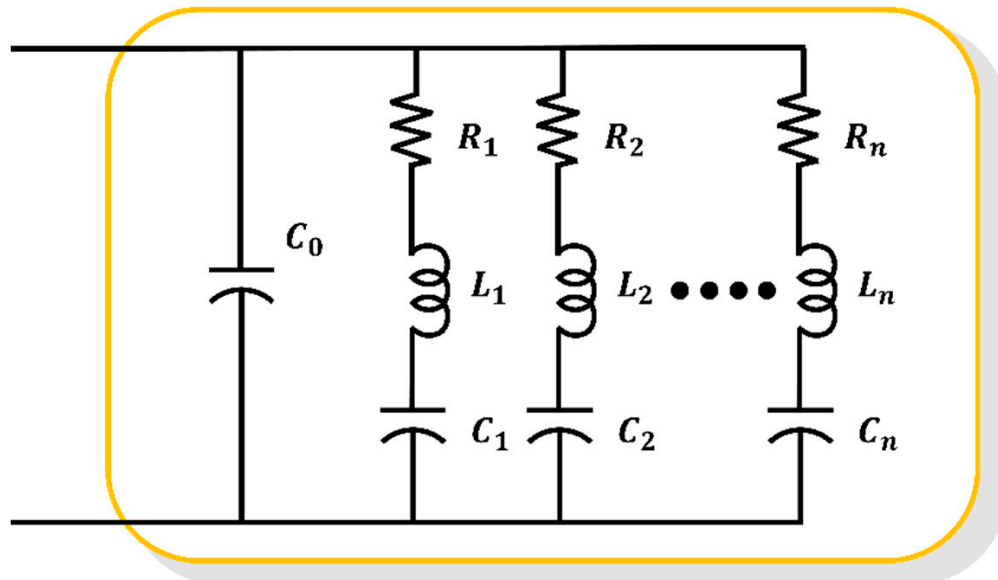 R₁ R₂ Rₙ
C₀
L₁ L₂ Lₙ
C₁ C₂ Cₙ